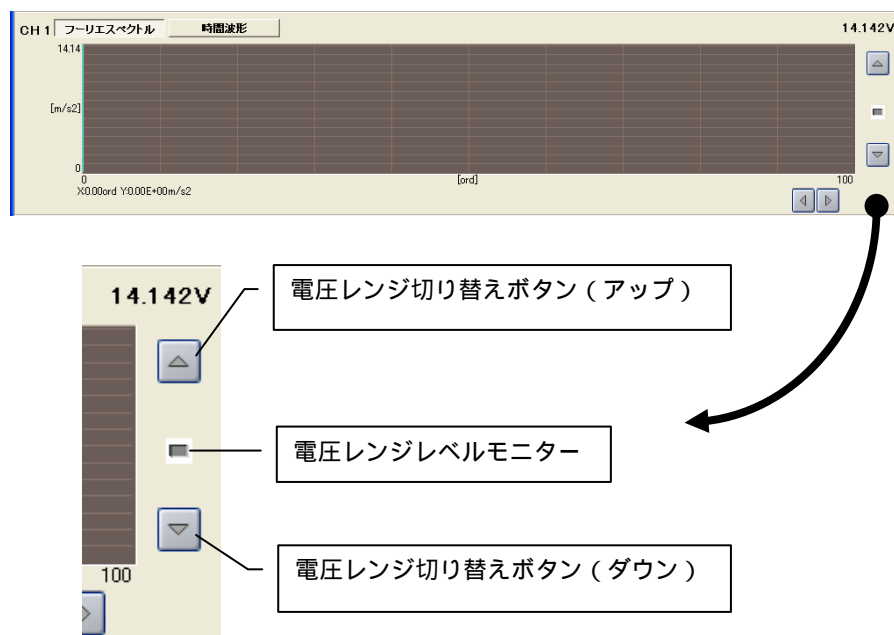 CH 1 フーリエスペクトル 時間波形 14.142V
14.14
[m/s2]
0
0 [ord] 100
X:0.00ord Y:0.00E+00m/s2
14.142V
電圧レンジ切り替えボタン（アップ）
電圧レンジレベルモニター
電圧レンジ切り替えボタン（ダウン）
100